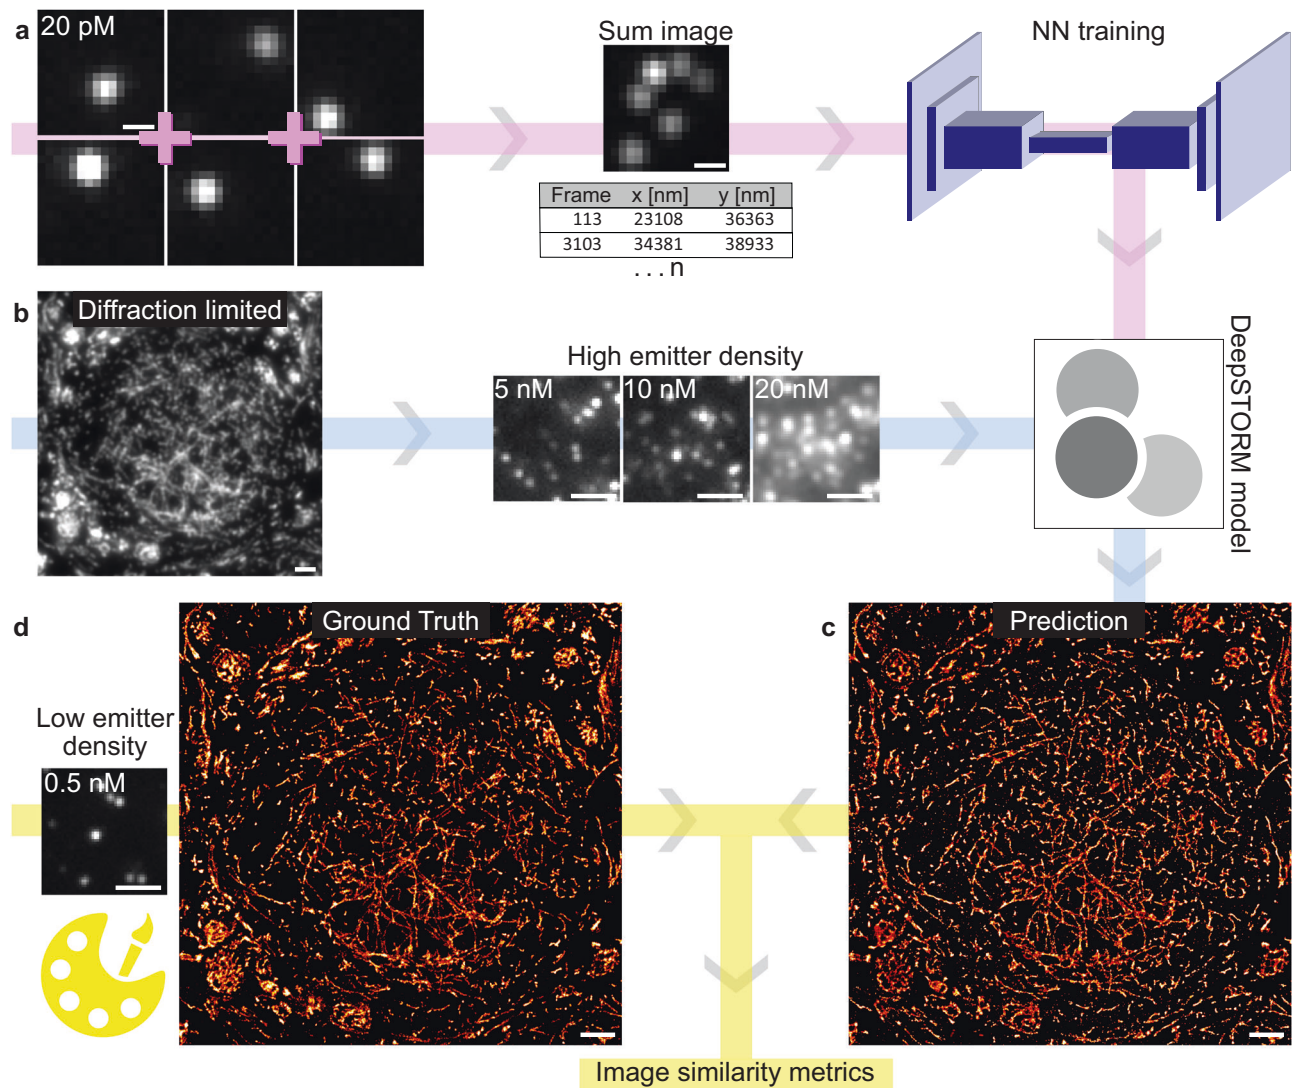 a
20 pM
Sum image
NN training
Frame x [nm] y [nm]
113 23108 36363
3103 34381 38933
...n
b
Diffraction limited
High emitter density
5 nM
10 nM
20 nM
DeepSTORM model
d
Ground Truth
c
Prediction
Low emitter
density
0.5 nM
Image similarity metrics